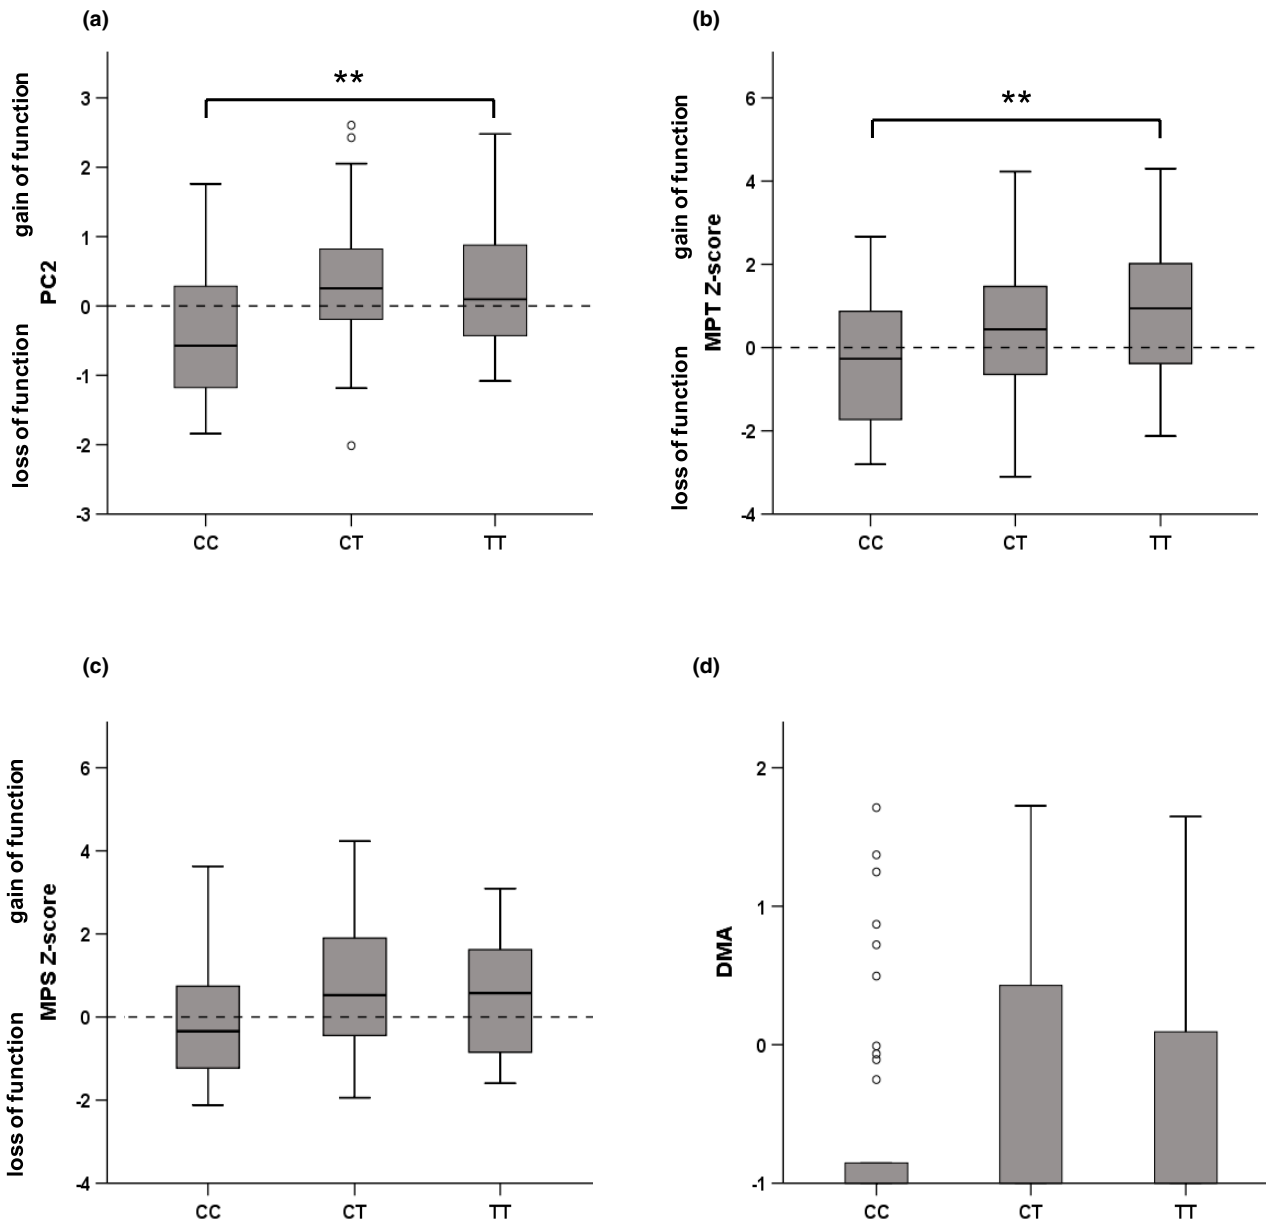 (a)
**
gain of function
loss of function
PC2
3
2
1
0
-1
-2
-3
CC
CT
TT
(b)
**
gain of function
loss of function
MPT Z-score
6
4
2
0
-2
-4
CC
CT
TT
(c)
gain of function
loss of function
MPS Z-score
6
4
2
0
-2
-4
CC
CT
TT
(d)
DMA
2
1
0
-1
CC
CT
TT